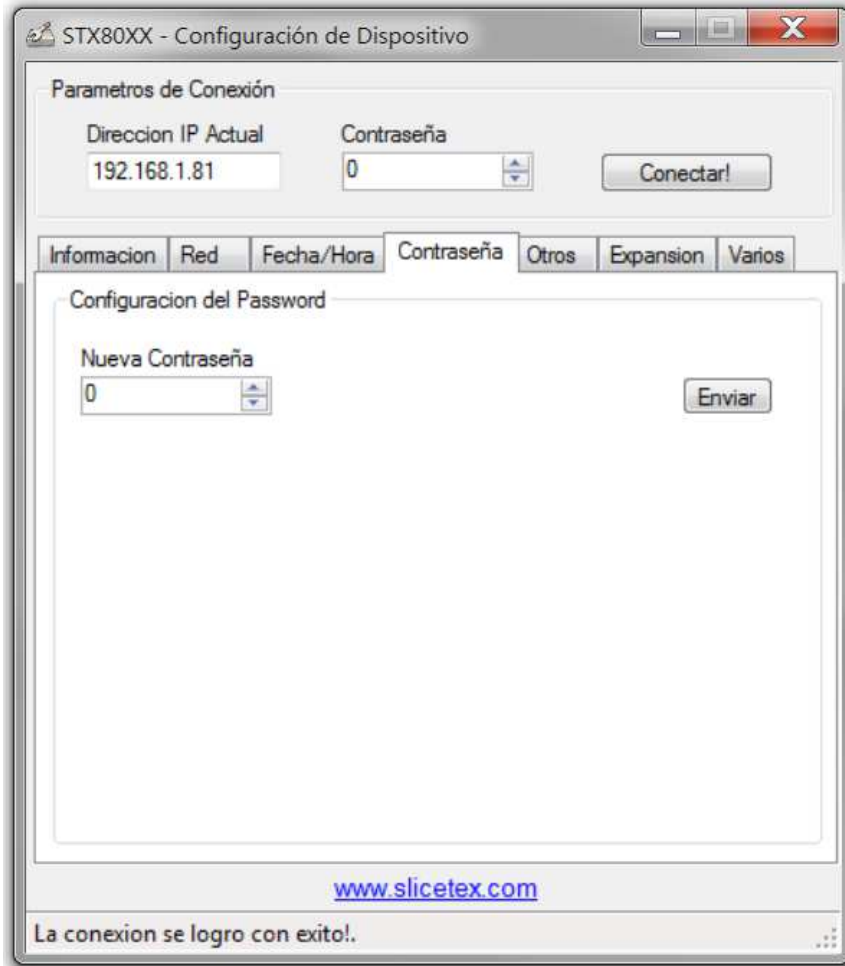 STX80XX - Configuración de Dispositivo
Parametros de Conexión
Direccion IP Actual Contraseña
192.168.1.81 0 Conectar!
Informacion Red Fecha/Hora Contraseña Otros Expansion Varios
Configuracion del Password
Nueva Contraseña
0 Enviar
www.slicetex.com
La conexion se logro con exito!.